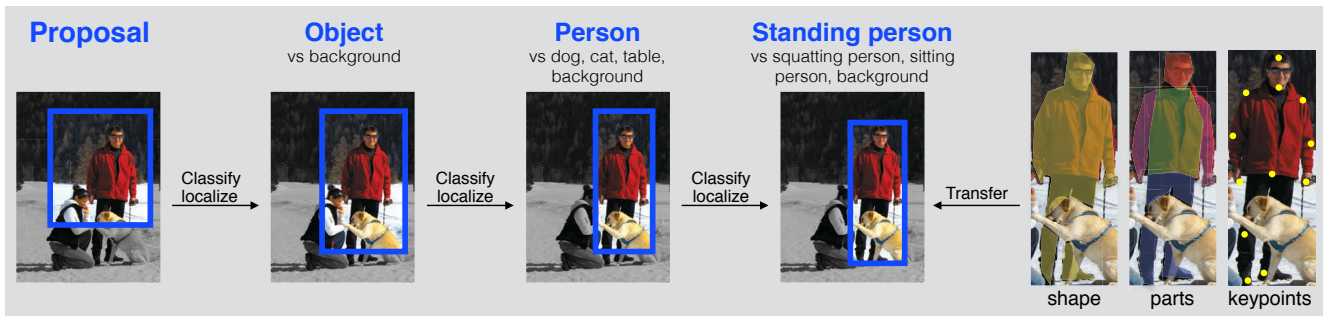 Proposal
Object
vs background
Person
vs dog, cat, table,
background
Standing person
vs squatting person, sitting
person, background
Classify
localize
Classify
localize
Classify
localize
Transfer
shape
parts
keypoints